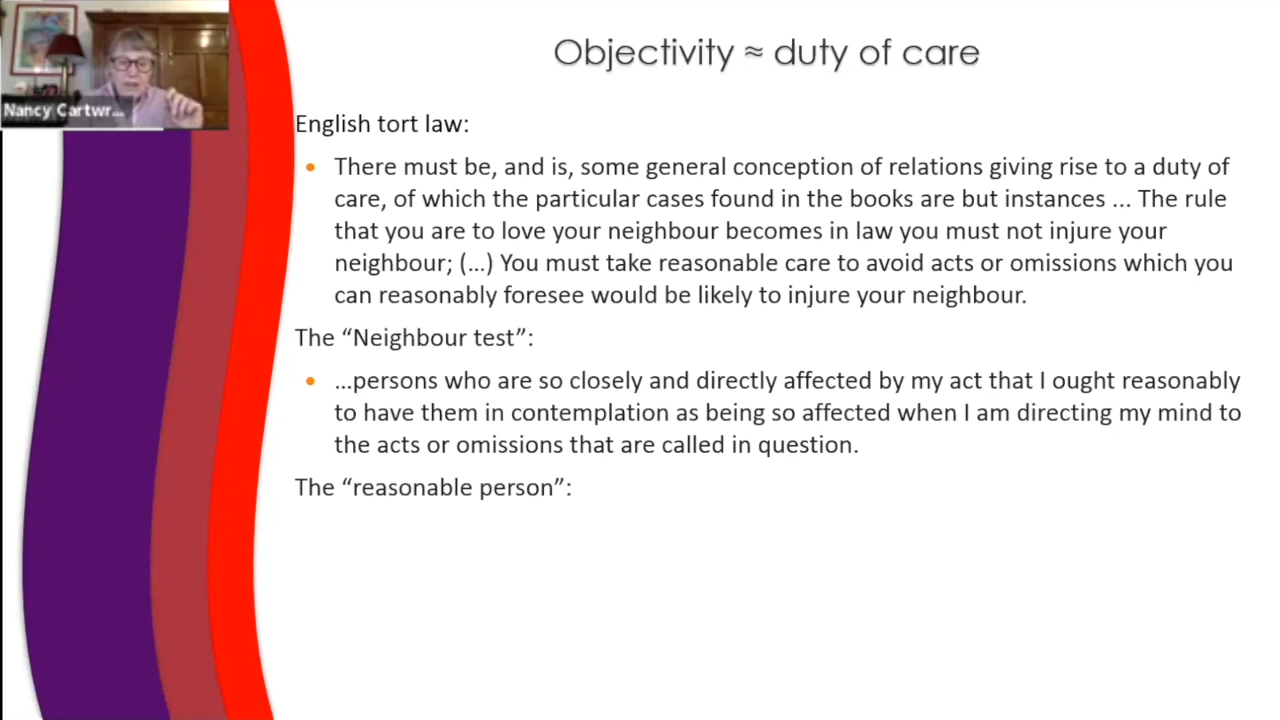 Nancy Cartwr...
Objectivity ≈ duty of care
English tort law:
• There must be, and is, some general conception of relations giving rise to a duty of
care, of which the particular cases found in the books are but instances ... The rule
that you are to love your neighbour becomes in law you must not injure your
neighbour; (...) You must take reasonable care to avoid acts or omissions which you
can reasonably foresee would be likely to injure your neighbour.
The “Neighbour test”:
• ...persons who are so closely and directly affected by my act that I ought reasonably
to have them in contemplation as being so affected when I am directing my mind to
the acts or omissions that are called in question.
The “reasonable person”: